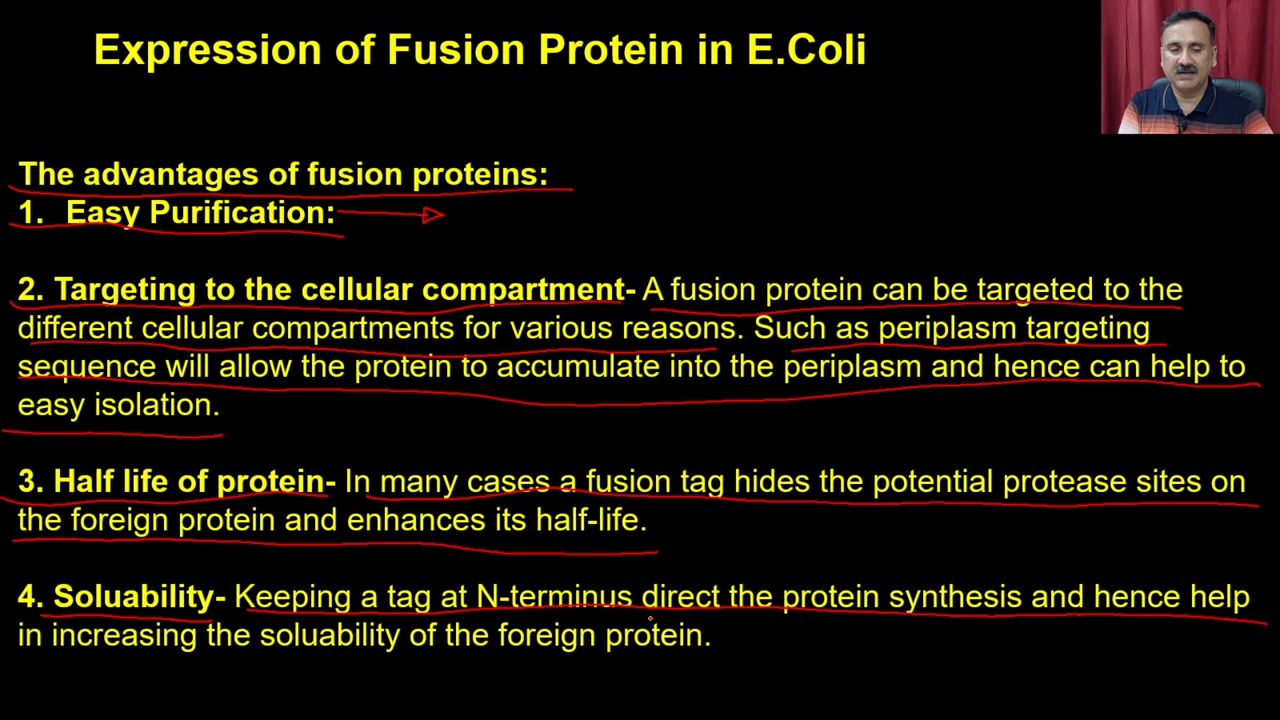 Expression of Fusion Protein in E.Coli
The advantages of fusion proteins:
1. Easy Purification:
2. Targeting to the cellular compartment- A fusion protein can be targeted to the
different cellular compartments for various reasons. Such as periplasm targeting
sequence will allow the protein to accumulate into the periplasm and hence can help to
easy isolation.
3. Half life of protein- In many cases a fusion tag hides the potential protease sites on
the foreign protein and enhances its half-life.
4. Soluability- Keeping a tag at N-terminus direct the protein synthesis and hence help
in increasing the soluability of the foreign protein.